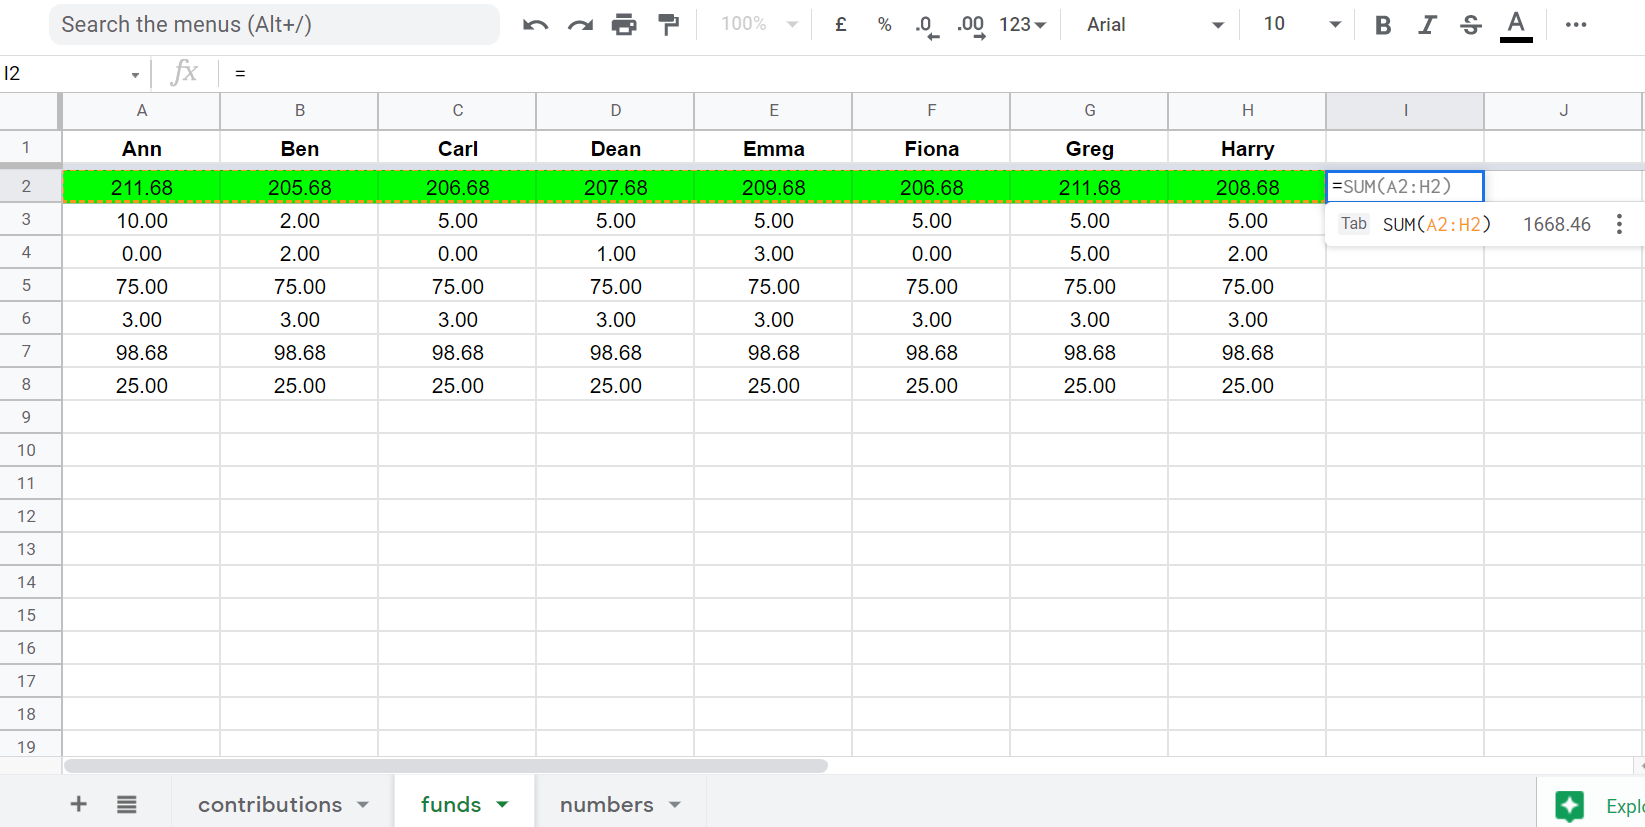 Search the menus (Alt+/) 100% £ % .0 .00 123 Arial 10 B I S A
I2 fx =
A B C D E F G H I J
1 Ann Ben Carl Dean Emma Fiona Greg Harry
2 211.68 205.68 206.68 207.68 209.68 206.68 211.68 208.68 =SUM(A2:H2)
3 10.00 2.00 5.00 5.00 5.00 5.00 5.00 5.00 Tab SUM(A2:H2) 1668.46
4 0.00 2.00 0.00 1.00 3.00 0.00 5.00 2.00
5 75.00 75.00 75.00 75.00 75.00 75.00 75.00 75.00
6 3.00 3.00 3.00 3.00 3.00 3.00 3.00 3.00
7 98.68 98.68 98.68 98.68 98.68 98.68 98.68 98.68
8 25.00 25.00 25.00 25.00 25.00 25.00 25.00 25.00
9
10
11
12
13
14
15
16
17
18
19
+ contributions funds numbers Explo